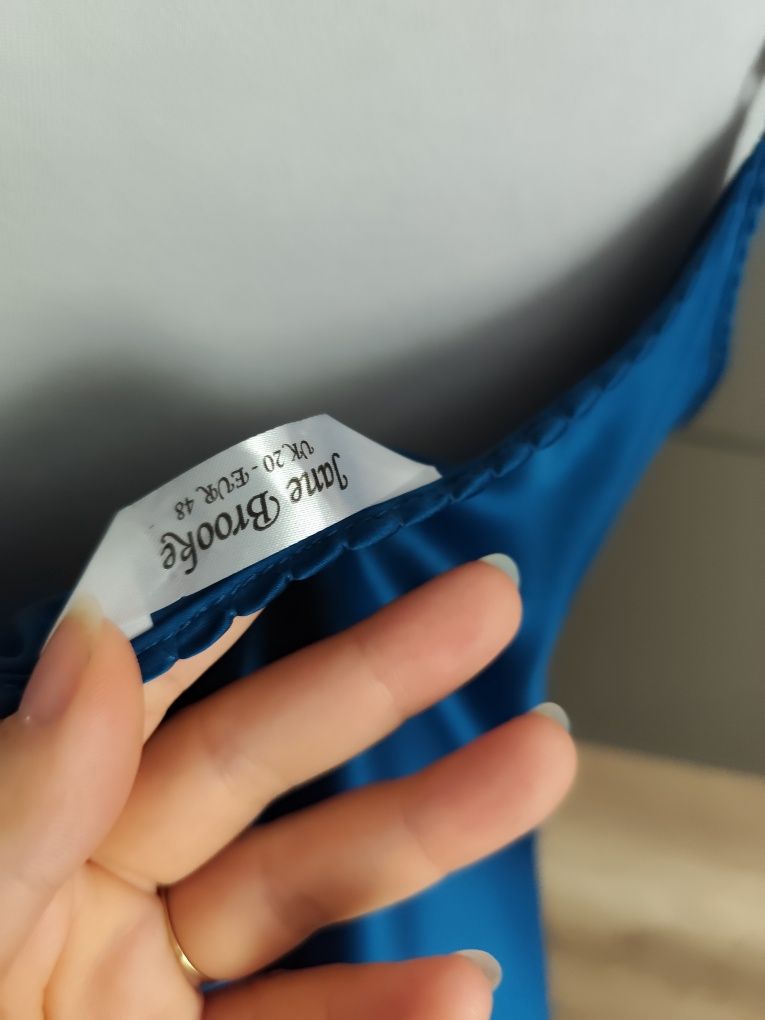 Jane Brooke
UK 20 - EUR 48